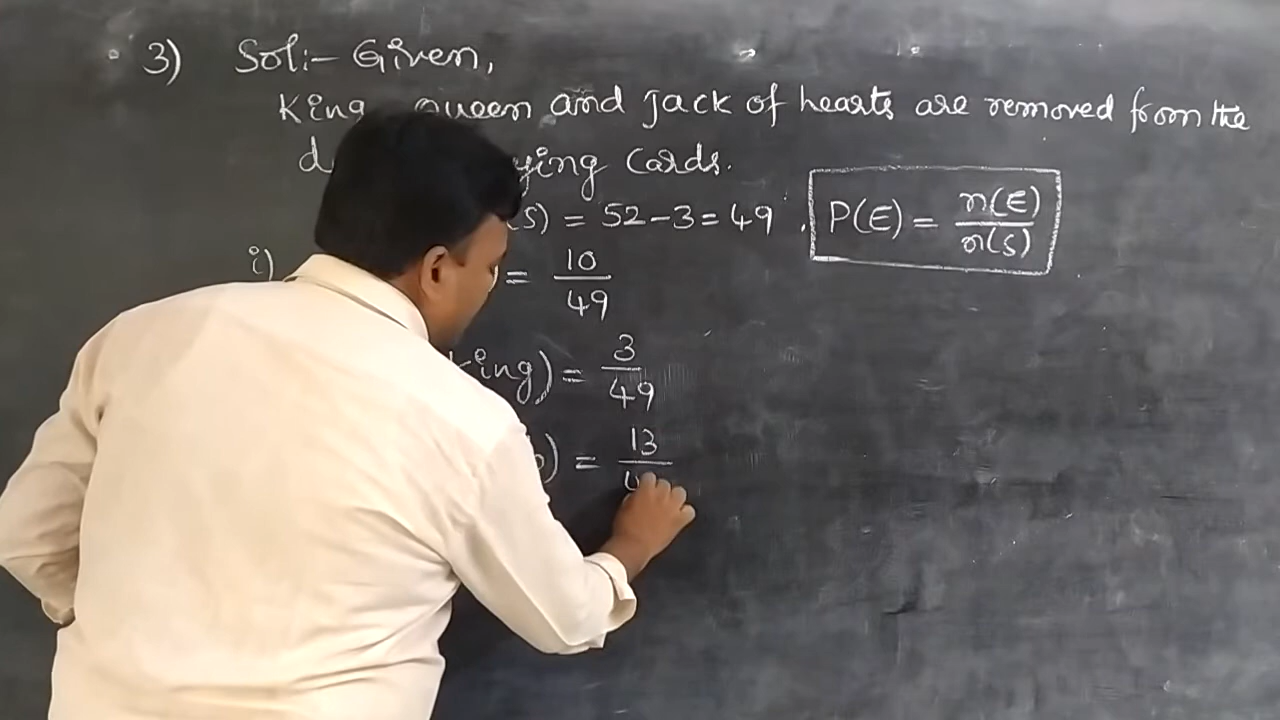 3) Sol:- Given,
King, queen and jack of hearts are removed from the
cards.
(S) = 52 - 3 = 49 . P(E) = n(E)/n(S)
i) = 10/49
king) = 3/49
) = 13/